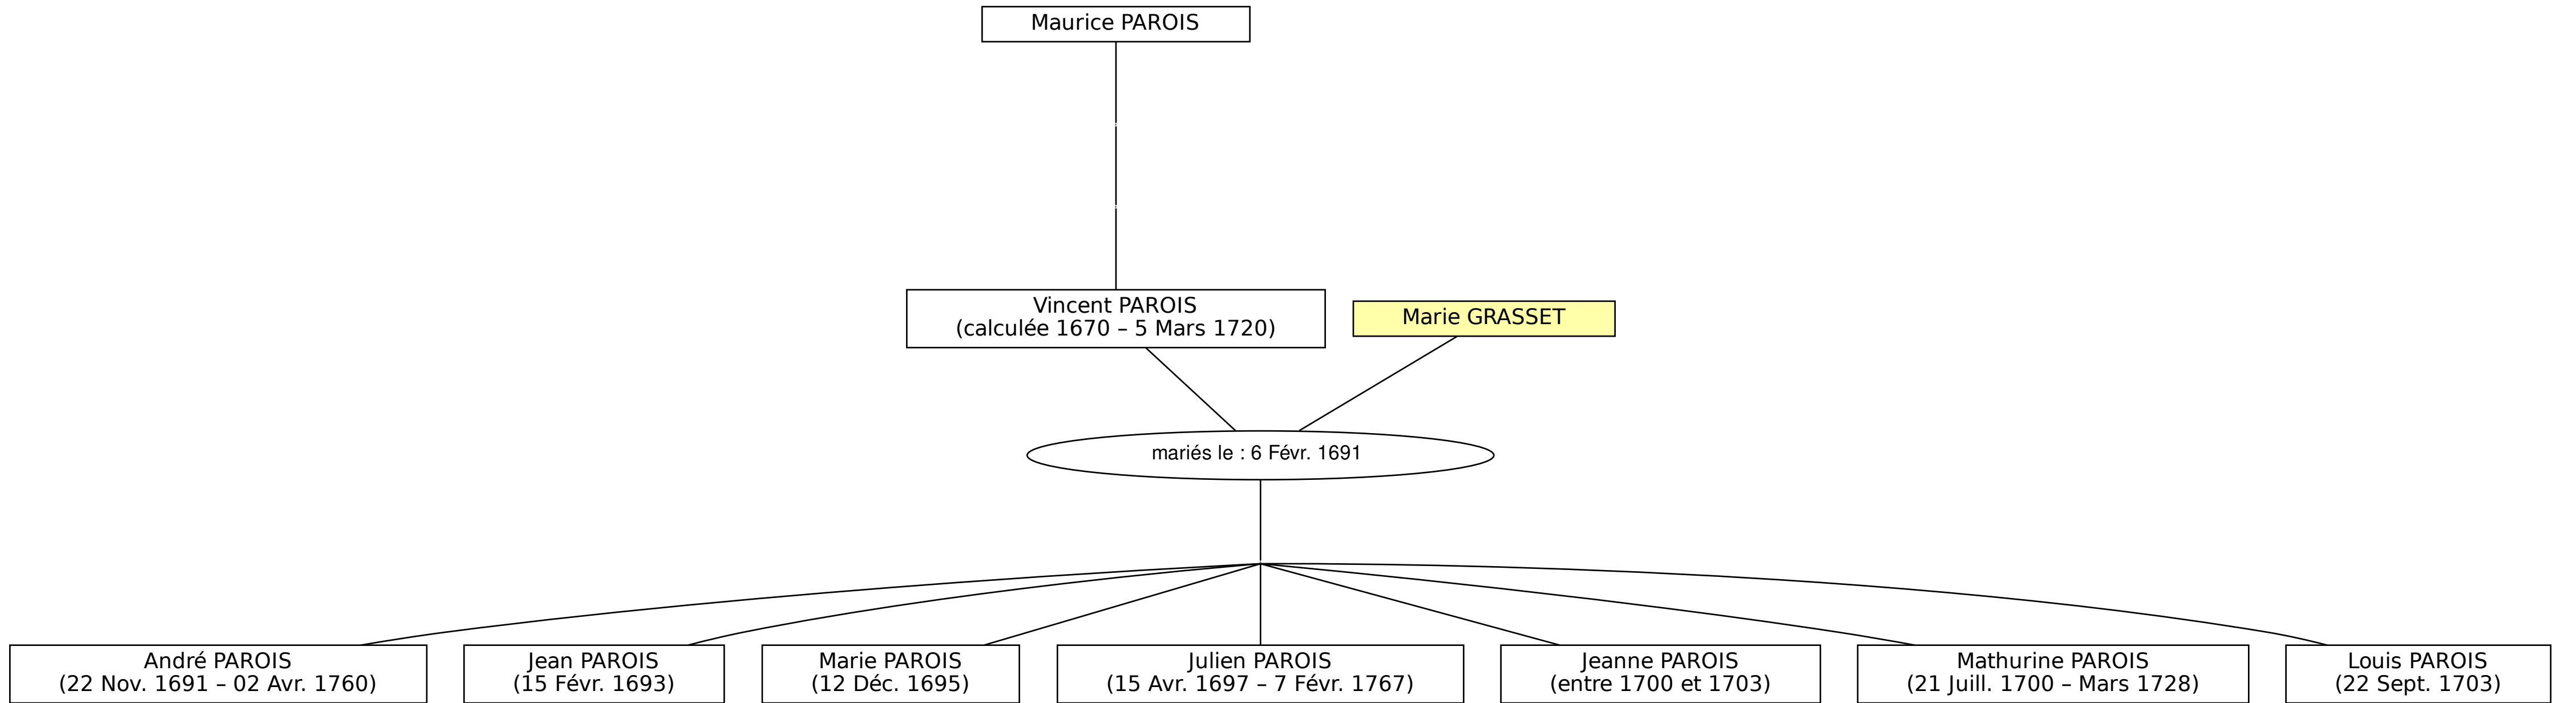 Maurice PAROIS
Vincent PAROIS
(calculée 1670 – 5 Mars 1720)
Marie GRASSET
mariés le : 6 Févr. 1691
André PAROIS
(22 Nov. 1691 – 02 Avr. 1760)
Jean PAROIS
(15 Févr. 1693)
Marie PAROIS
(12 Déc. 1695)
Julien PAROIS
(15 Avr. 1697 – 7 Févr. 1767)
Jeanne PAROIS
(entre 1700 et 1703)
Mathurine PAROIS
(21 Juill. 1700 – Mars 1728)
Louis PAROIS
(22 Sept. 1703)